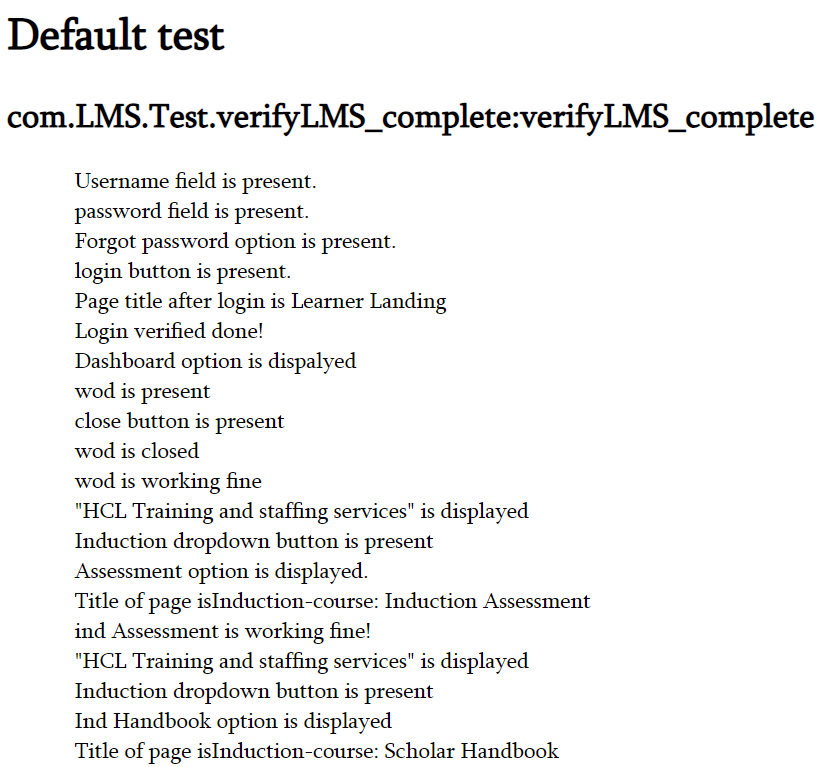 Default test
com.LMS.Test.verifyLMS_complete:verifyLMS_complete
Username field is present.
password field is present.
Forgot password option is present.
login button is present.
Page title after login is Learner Landing
Login verified done!
Dashboard option is dispalyed
wod is present
close button is present
wod is closed
wod is working fine
"HCL Training and staffing services" is displayed
Induction dropdown button is present
Assessment option is displayed.
Title of page isInduction-course: Induction Assessment
ind Assessment is working fine!
"HCL Training and staffing services" is displayed
Induction dropdown button is present
Ind Handbook option is displayed
Title of page isInduction-course: Scholar Handbook